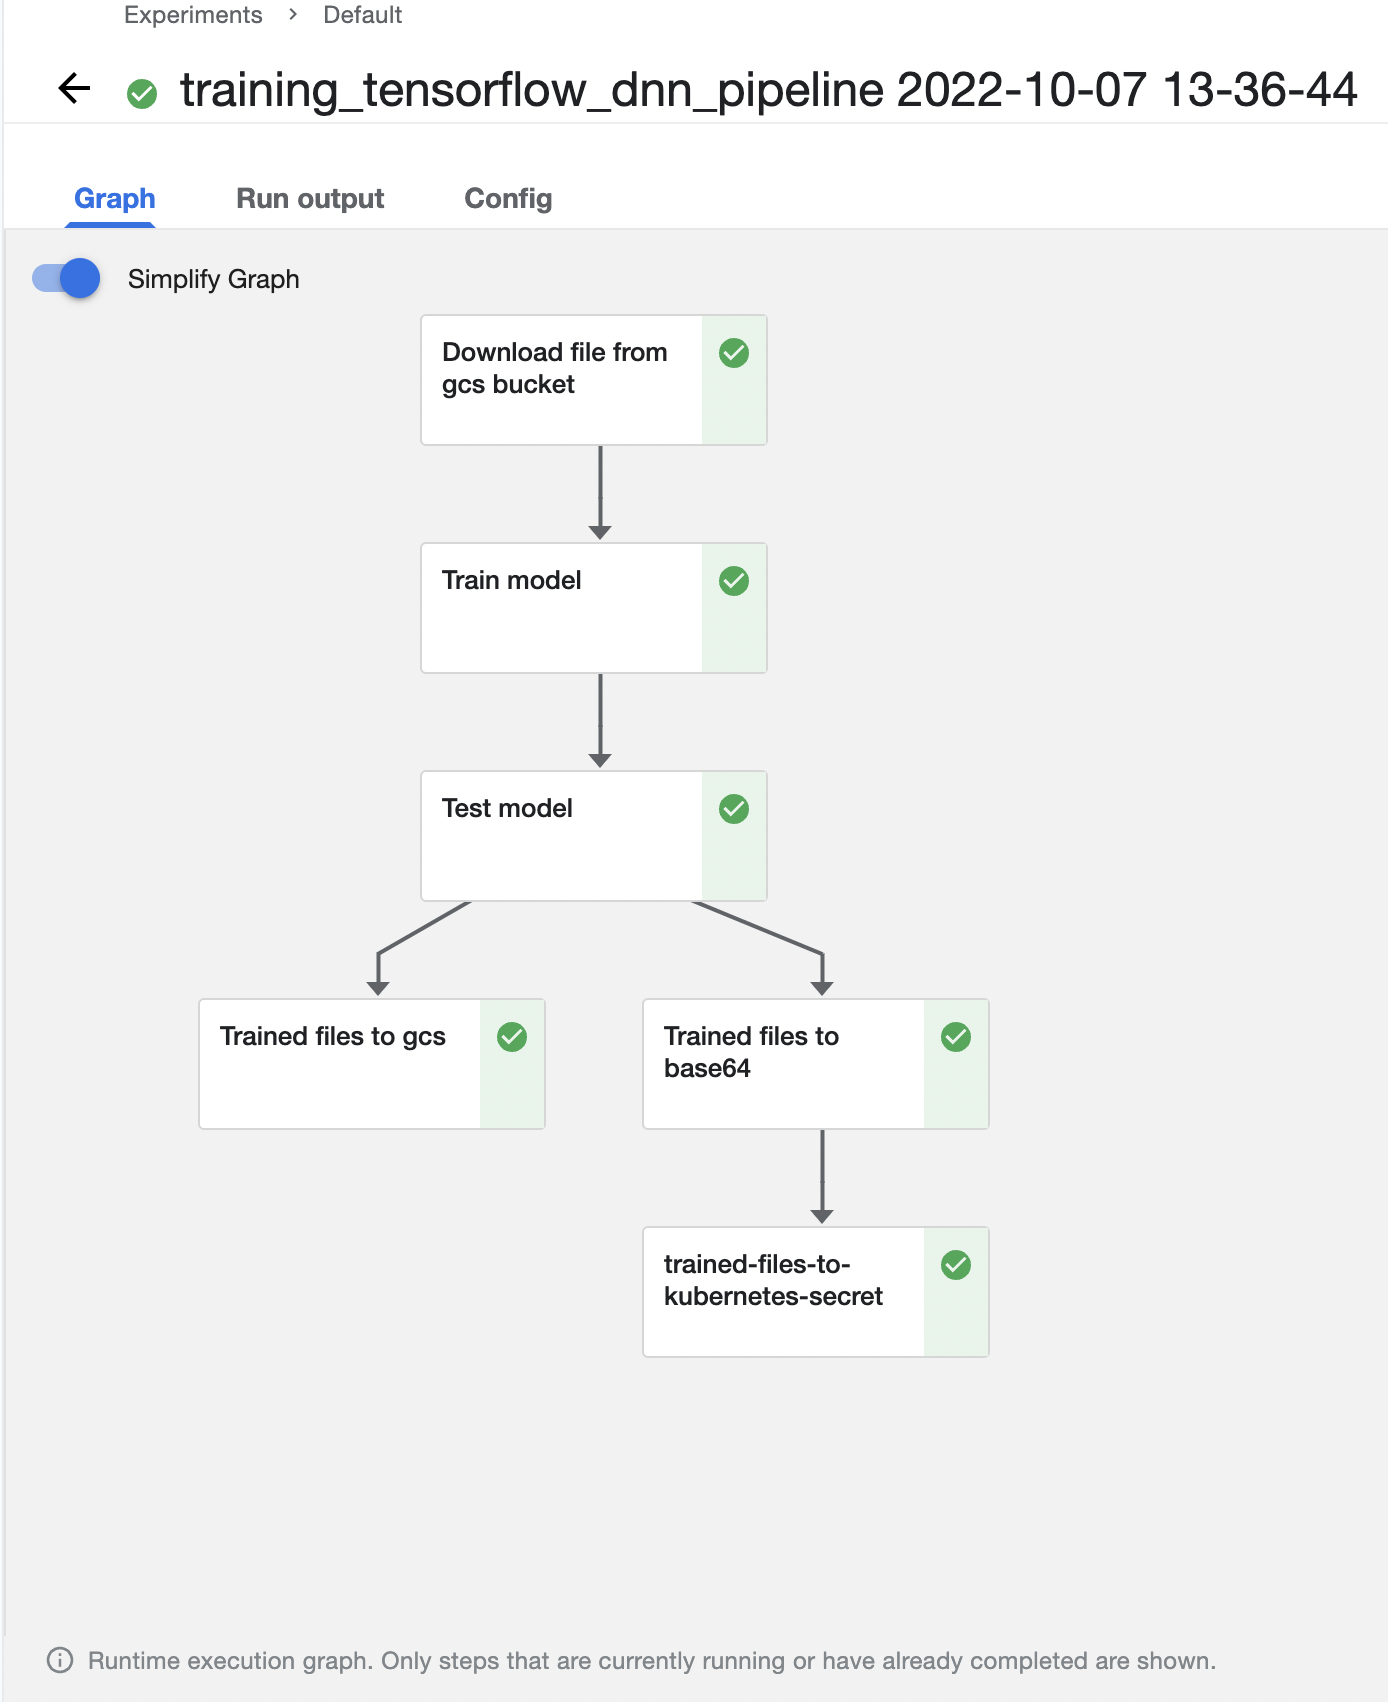 Experiments > Default
training_tensorflow_dnn_pipeline 2022-10-07 13-36-44
Graph Run output Config
Simplify Graph
Download file from
gcs bucket
Train model
Test model
Trained files to gcs
Trained files to
base64
trained-files-to-
kubernetes-secret
Runtime execution graph. Only steps that are currently running or have already completed are shown.